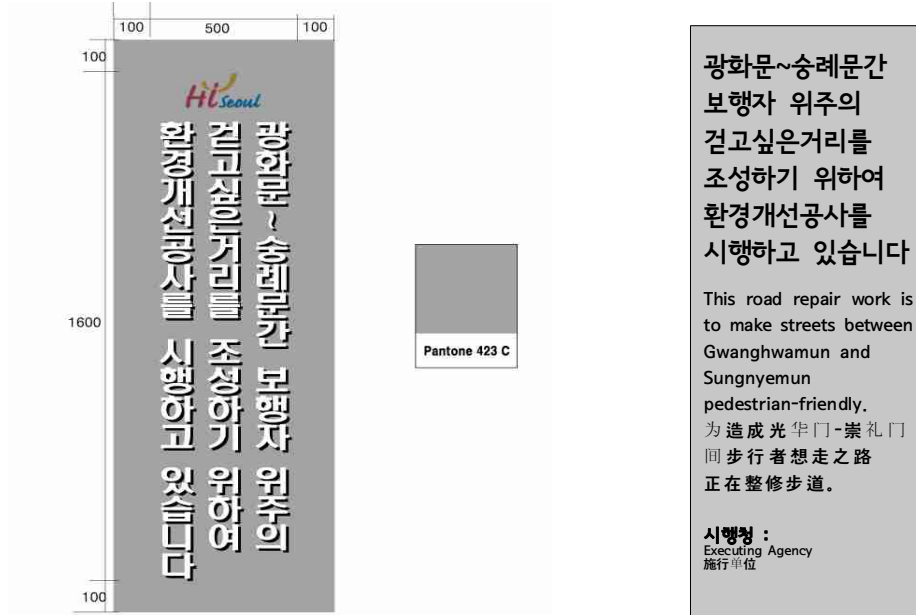 100 500 100
100
1600
100
Hi Seoul
광화문~숭례문간 보행자 위주의
걷고싶은거리를 조성하기 위하여
환경개선공사를 시행하고 있습니다
Pantone 423 C
광화문~숭례문간
보행자 위주의
걷고싶은거리를
조성하기 위하여
환경개선공사를
시행하고 있습니다
This road repair work is
to make streets between
Gwanghwamun and
Sungnyemun
pedestrian-friendly.
为造成光华门-崇礼门
间步行者想走之路
正在整修步道。
시행청 :
Executing Agency
施行单位